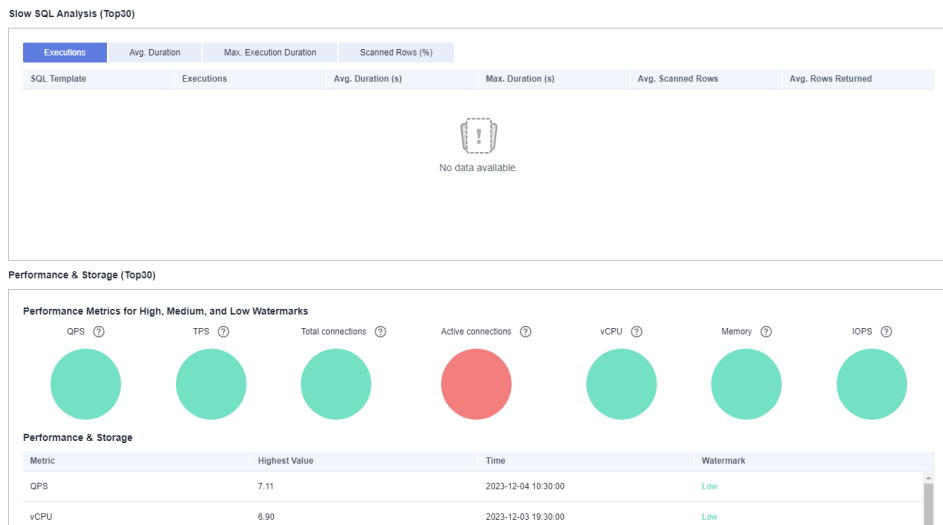 Slow SQL Analysis (Top30)
Executions Avg. Duration Max. Execution Duration Scanned Rows (%)
SQL Template Executions Avg. Duration (s) Max. Duration (s) Avg. Scanned Rows Avg. Rows Returned
!
No data available.
Performance & Storage (Top30)
Performance Metrics for High, Medium, and Low Watermarks
QPS ? TPS ? Total connections ? Active connections ? vCPU ? Memory ? IOPS ?
Performance & Storage
Metric Highest Value Time Watermark
QPS 7.11 2023-12-04 10:30:00 Low
vCPU 6.90 2023-12-03 19:30:00 Low